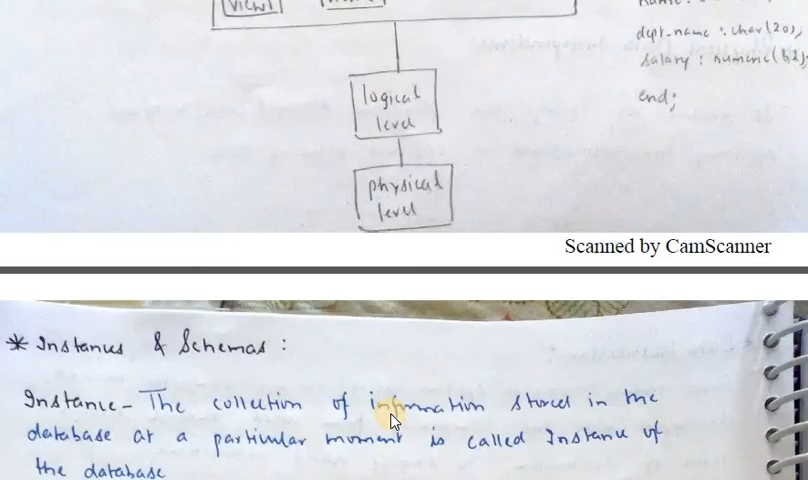 view1
dept-name : char(20);
salary : numeric(8,2);
end;
logical
level
physical
level
Scanned by CamScanner
* Instances & Schemas :
Instance - The collection of information stored in the
database at a particular moment is called Instance of
the database